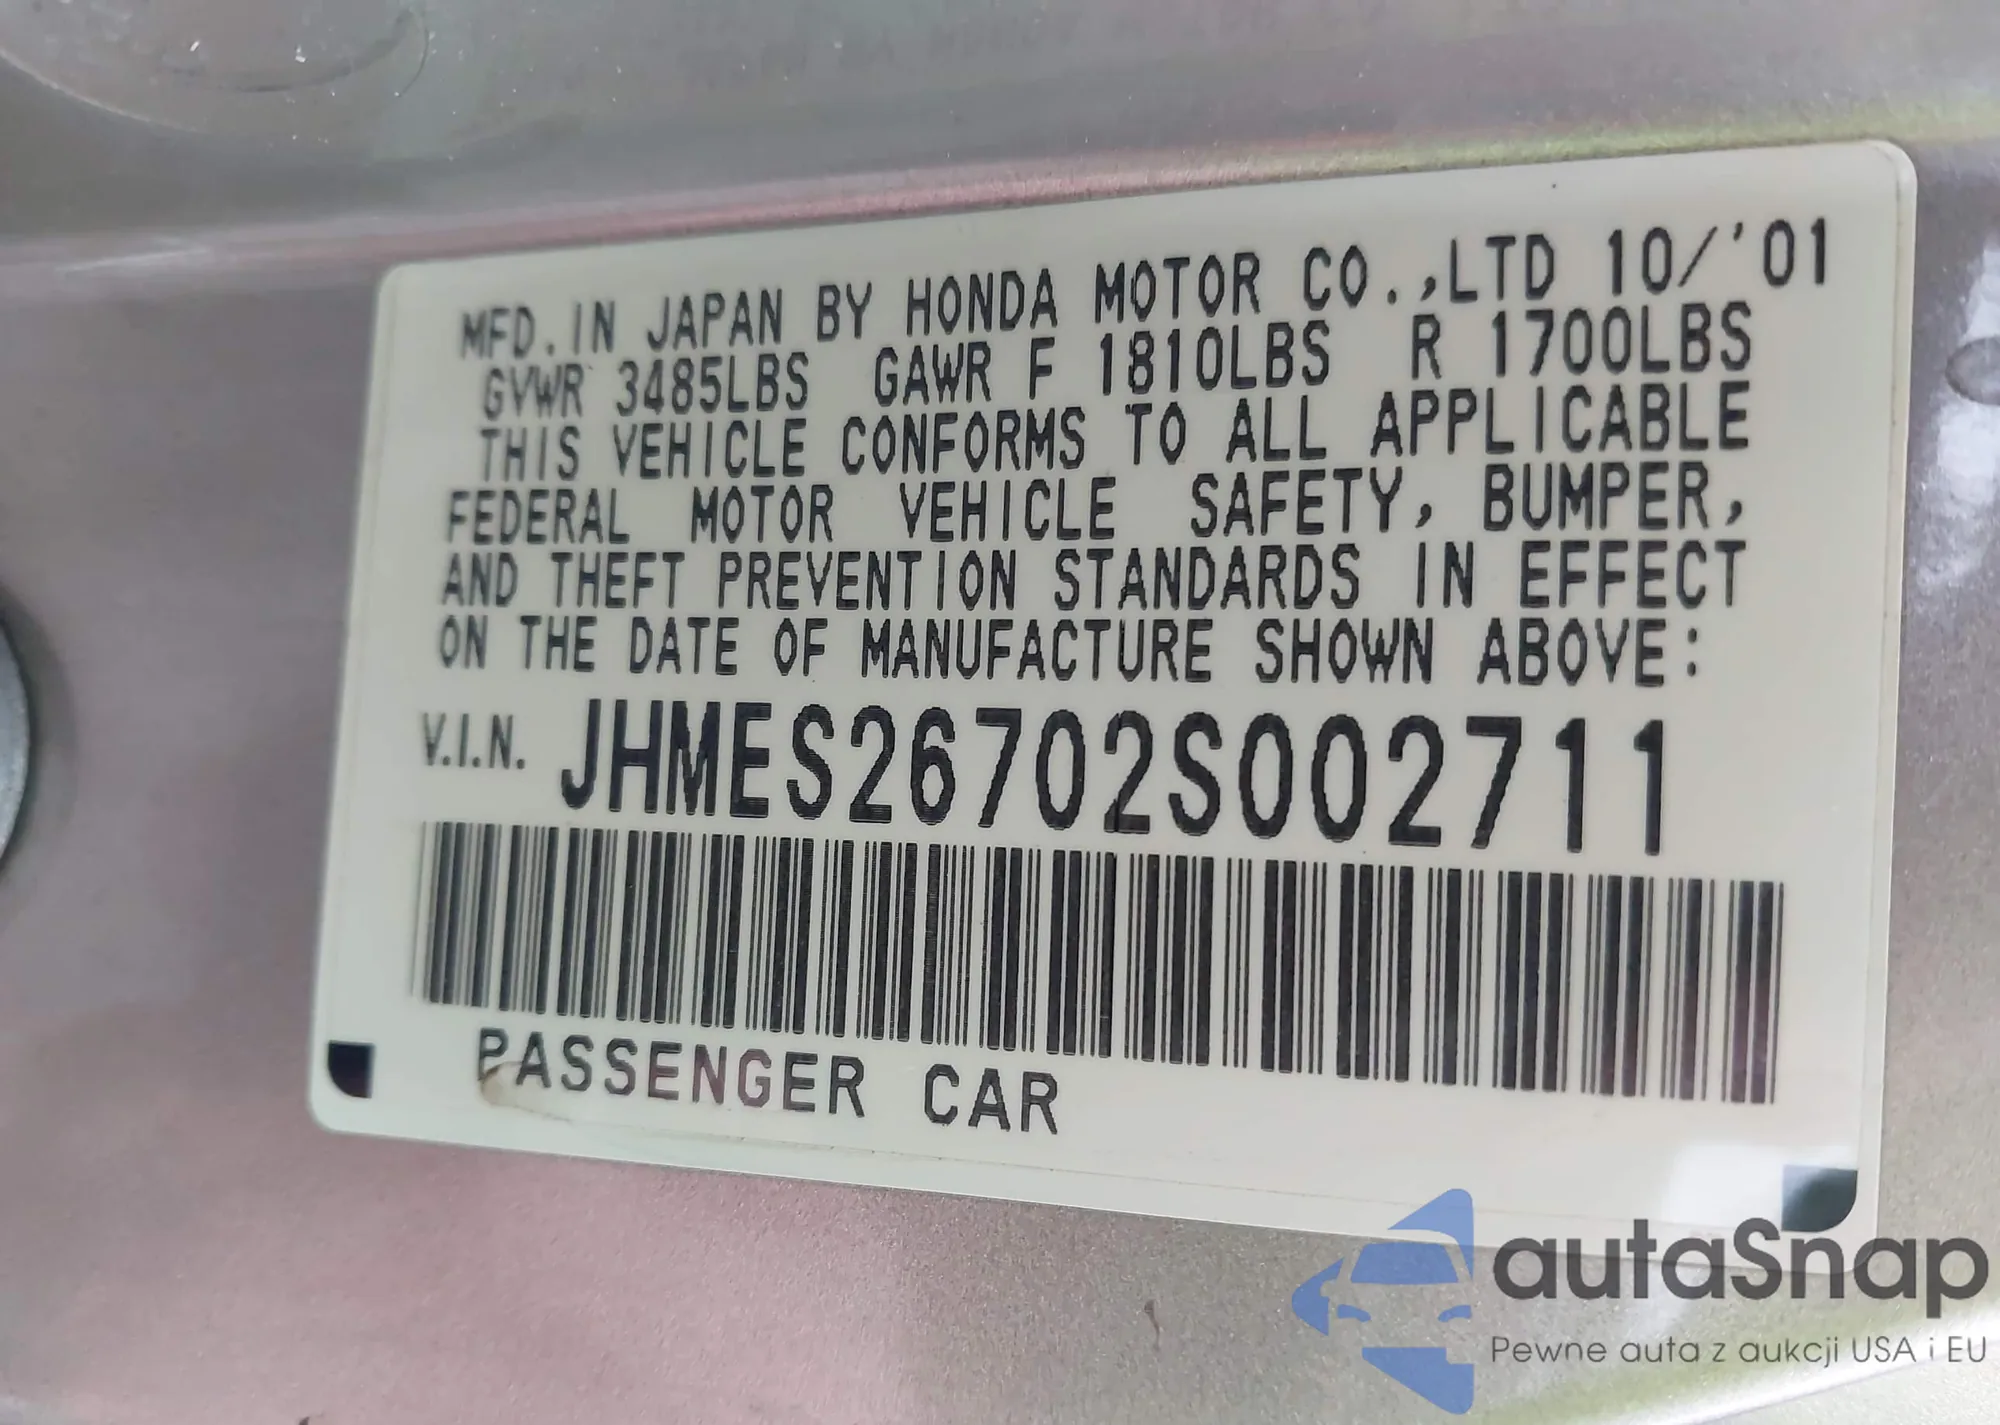 MFD. IN JAPAN BY HONDA MOTOR CO.,LTD 10/'01
GVWR 3485LBS GAWR F 1810LBS R 1700LBS
THIS VEHICLE CONFORMS TO ALL APPLICABLE
FEDERAL MOTOR VEHICLE SAFETY, BUMPER,
AND THEFT PREVENTION STANDARDS IN EFFECT
ON THE DATE OF MANUFACTURE SHOWN ABOVE:
V.I.N. JHMES26702S002711
PASSENGER CAR
autaSnap
Pewne auta z aukcji USA i EU